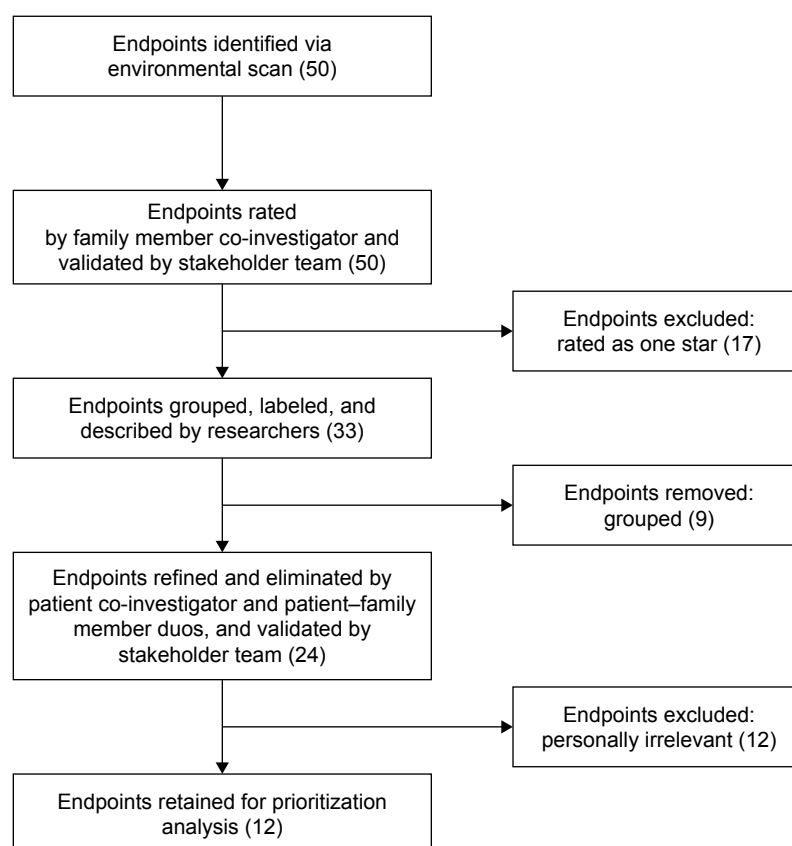 Endpoints identified via
environmental scan (50)
Endpoints rated
by family member co-investigator and
validated by stakeholder team (50)
Endpoints excluded:
rated as one star (17)
Endpoints grouped, labeled, and
described by researchers (33)
Endpoints removed:
grouped (9)
Endpoints refined and eliminated by
patient co-investigator and patient–family
member duos, and validated by
stakeholder team (24)
Endpoints excluded:
personally irrelevant (12)
Endpoints retained for prioritization
analysis (12)